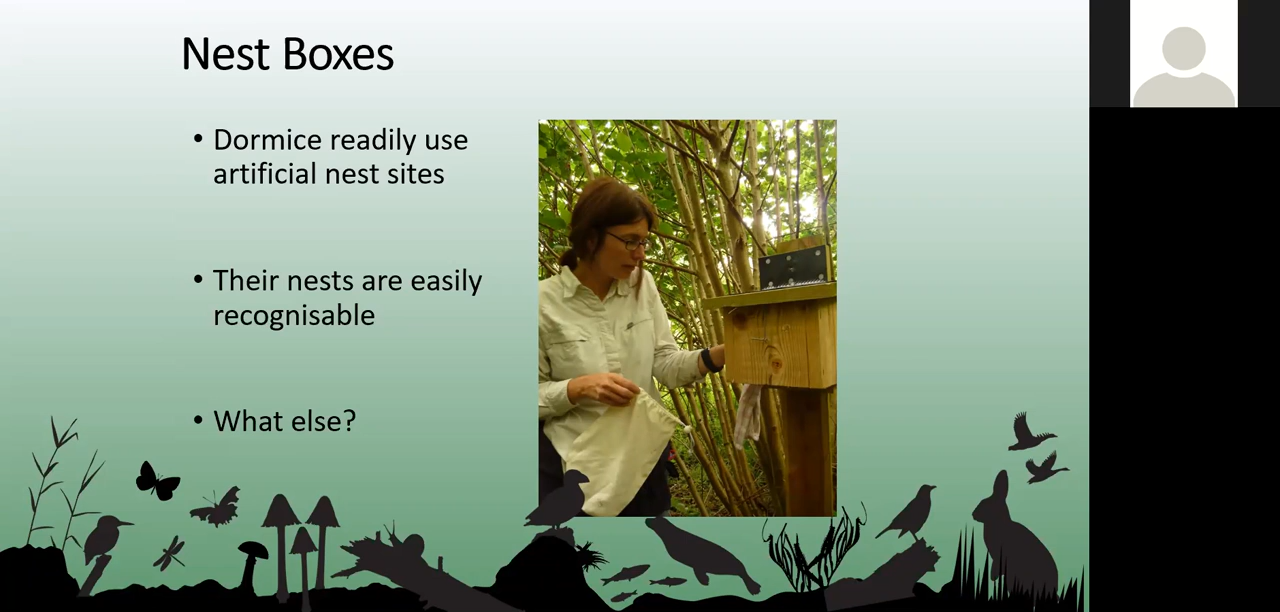 Nest Boxes
• Dormice readily use
artificial nest sites
• Their nests are easily
recognisable
• What else?